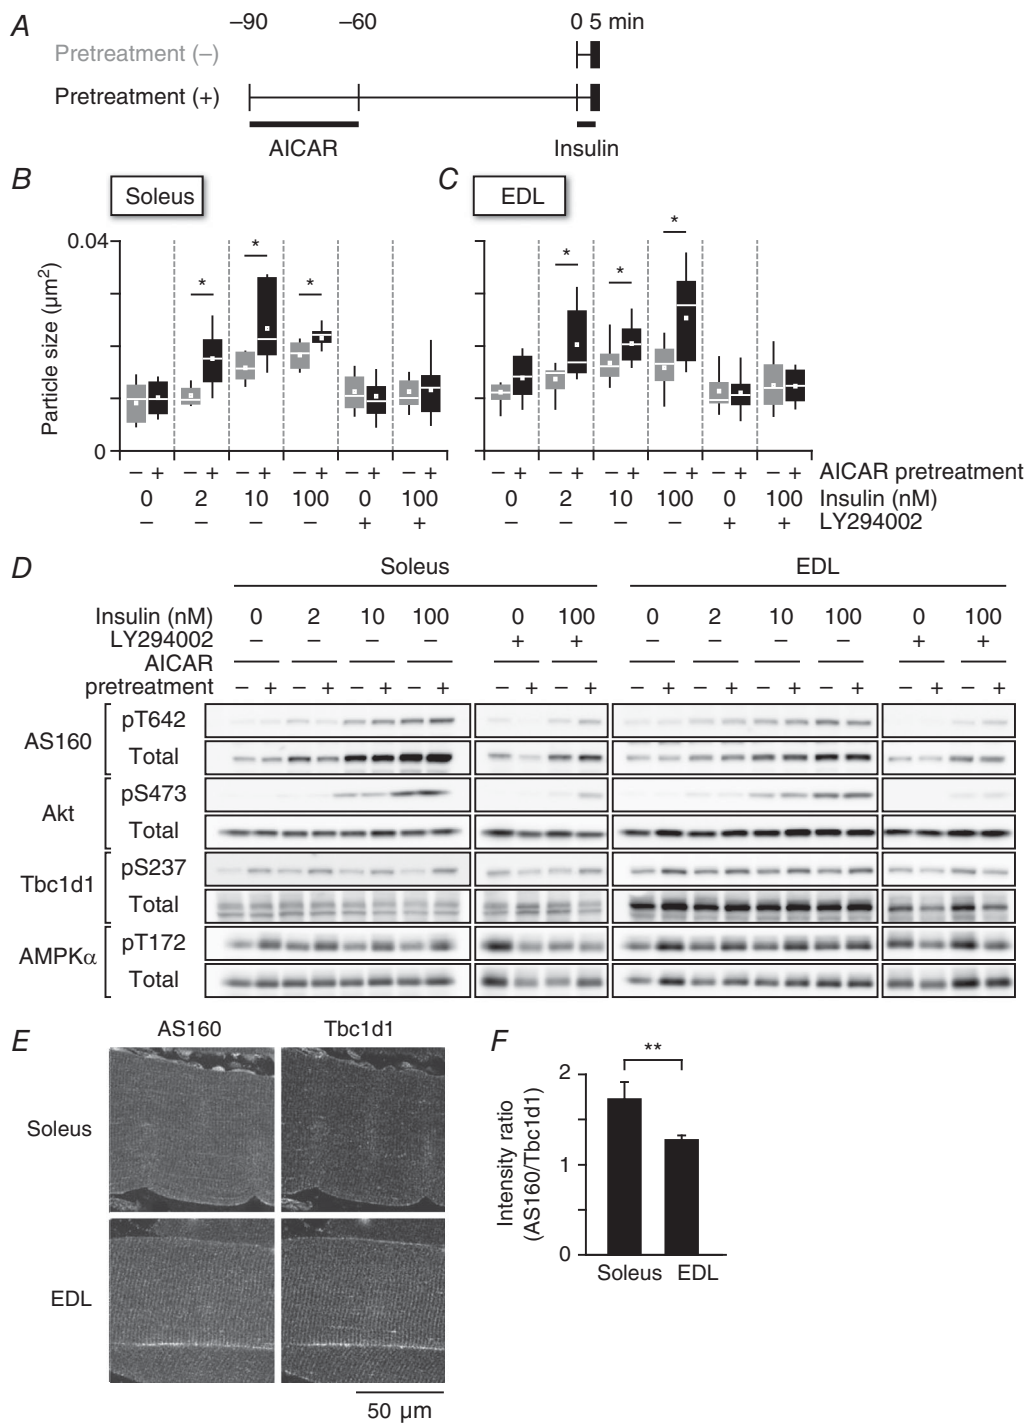 A
–90 –60 0 5 min
Pretreatment (–)
Pretreatment (+)
AICAR Insulin
B C
Soleus EDL
Particle size (µm²)
0.04
0
– + – + – + – + – + – + – + – + – + – + – + – + AICAR pretreatment
0 2 10 100 0 100 0 2 10 100 0 100 Insulin (nM)
– – – – + + – – – – + + LY294002
* * * * * *
D
Soleus EDL
Insulin (nM) 0 2 10 100 0 100 0 2 10 100 0 100
LY294002 – – – – + + – – – – + +
AICAR
pretreatment – + – + – + – + – + – + – + – + – + – + – + – +
AS160
pT642
Total
Akt
pS473
Total
Tbc1d1
pS237
Total
AMPKα
pT172
Total
E
AS160 Tbc1d1
Soleus
EDL
50 µm
F
**
Intensity ratio
(AS160/Tbc1d1)
2
1
0
Soleus EDL